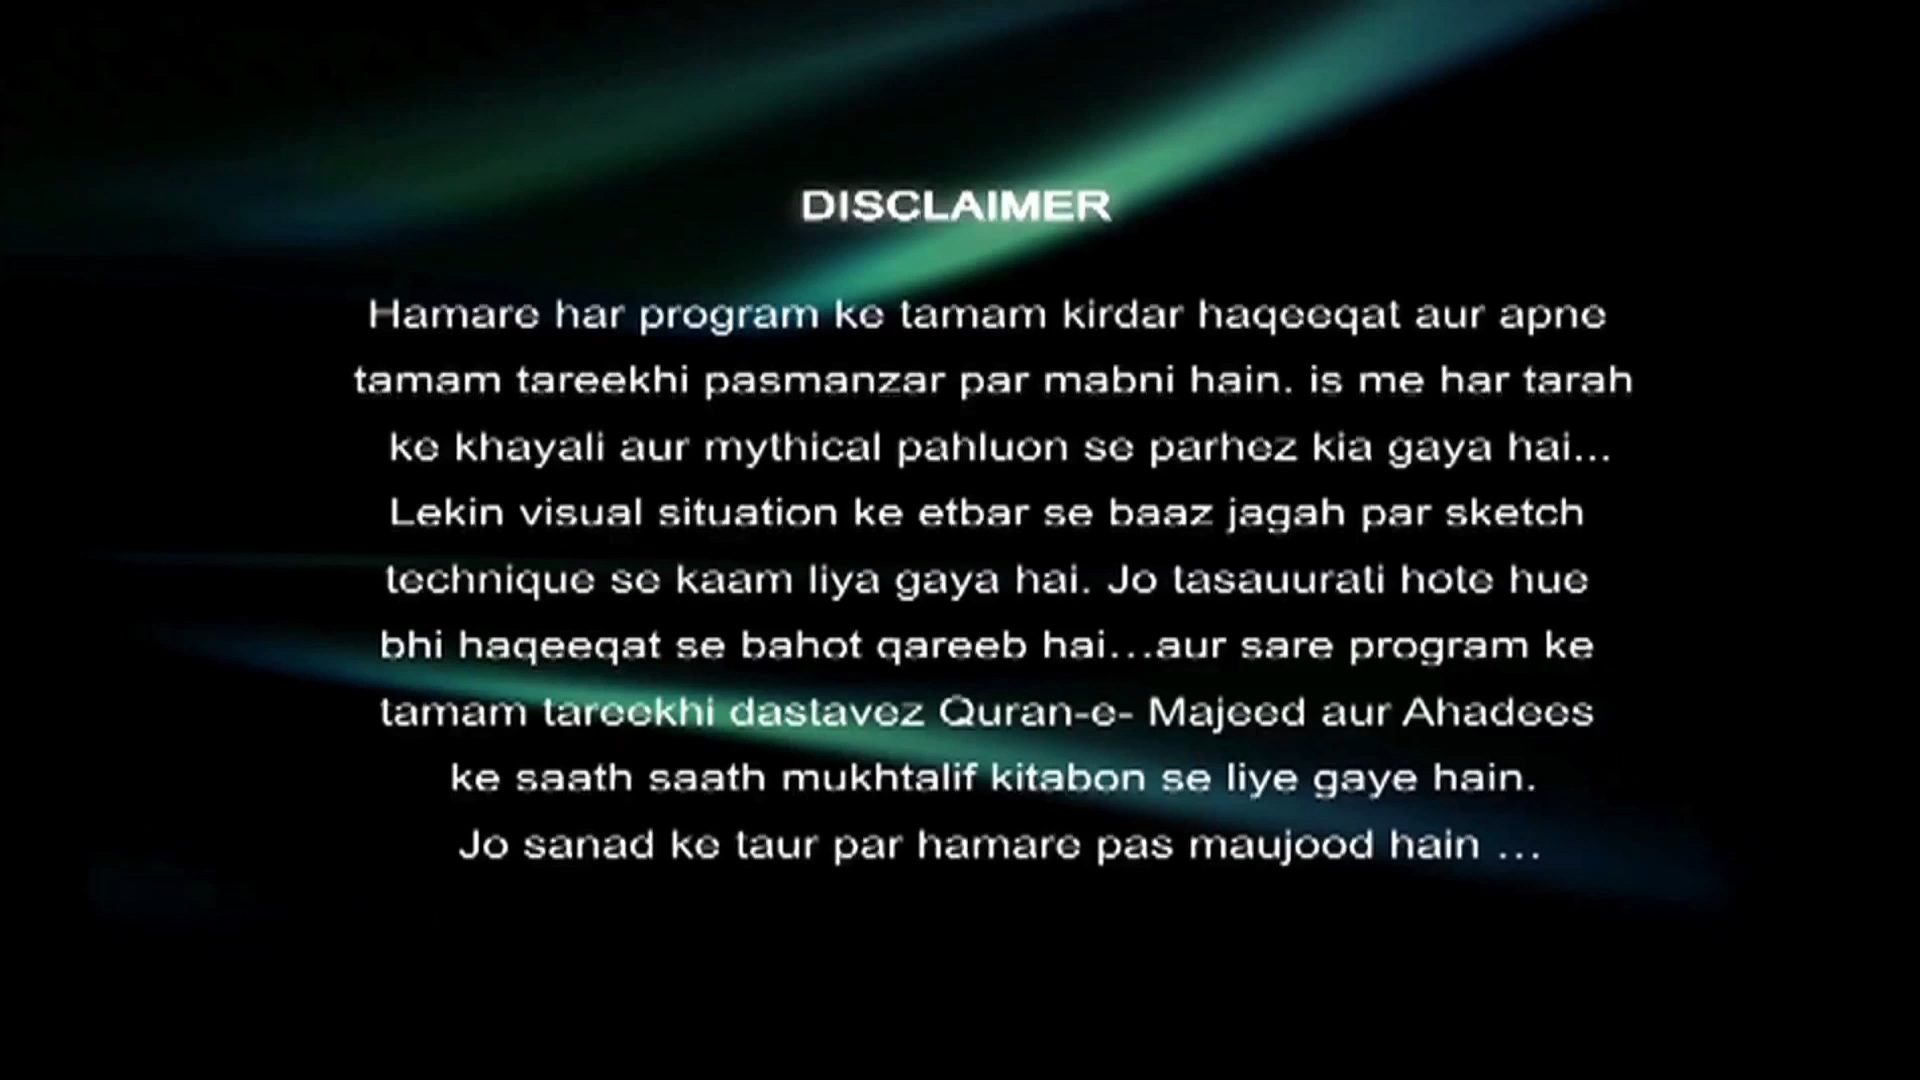 DISCLAIMER
Hamare har program ke tamam kirdar haqeeqat aur apne
tamam tareekhi pasmanzar par mabni hain. is me har tarah
ke khayali aur mythical pahluon se parhez kia gaya hai...
Lekin visual situation ke etbar se baaz jagah par sketch
technique se kaam liya gaya hai. Jo tasauurati hote hue
bhi haqeeqat se bahot qareeb hai...aur sare program ke
tamam tareekhi dastavez Quran-e- Majeed aur Ahadees
ke saath saath mukhtalif kitabon se liye gaye hain.
Jo sanad ke taur par hamare pas maujood hain ...